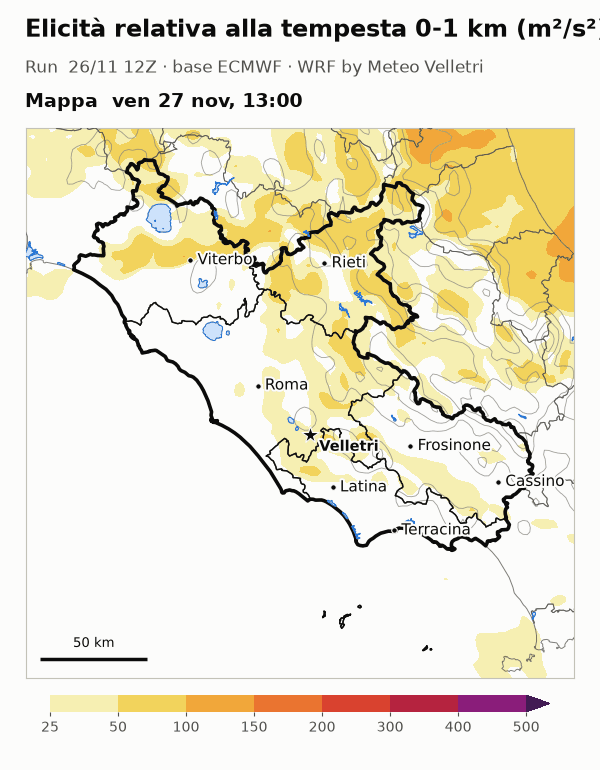 Elicità relativa alla tempesta 0-1 km (m²/s²)
Run 26/11 12Z · base ECMWF · WRF by Meteo Velletri
Mappa ven 27 nov, 13:00
Viterbo
Rieti
Roma
Velletri
Frosinone
Cassino
Latina
Terracina
50 km
25 50 100 150 200 300 400 500